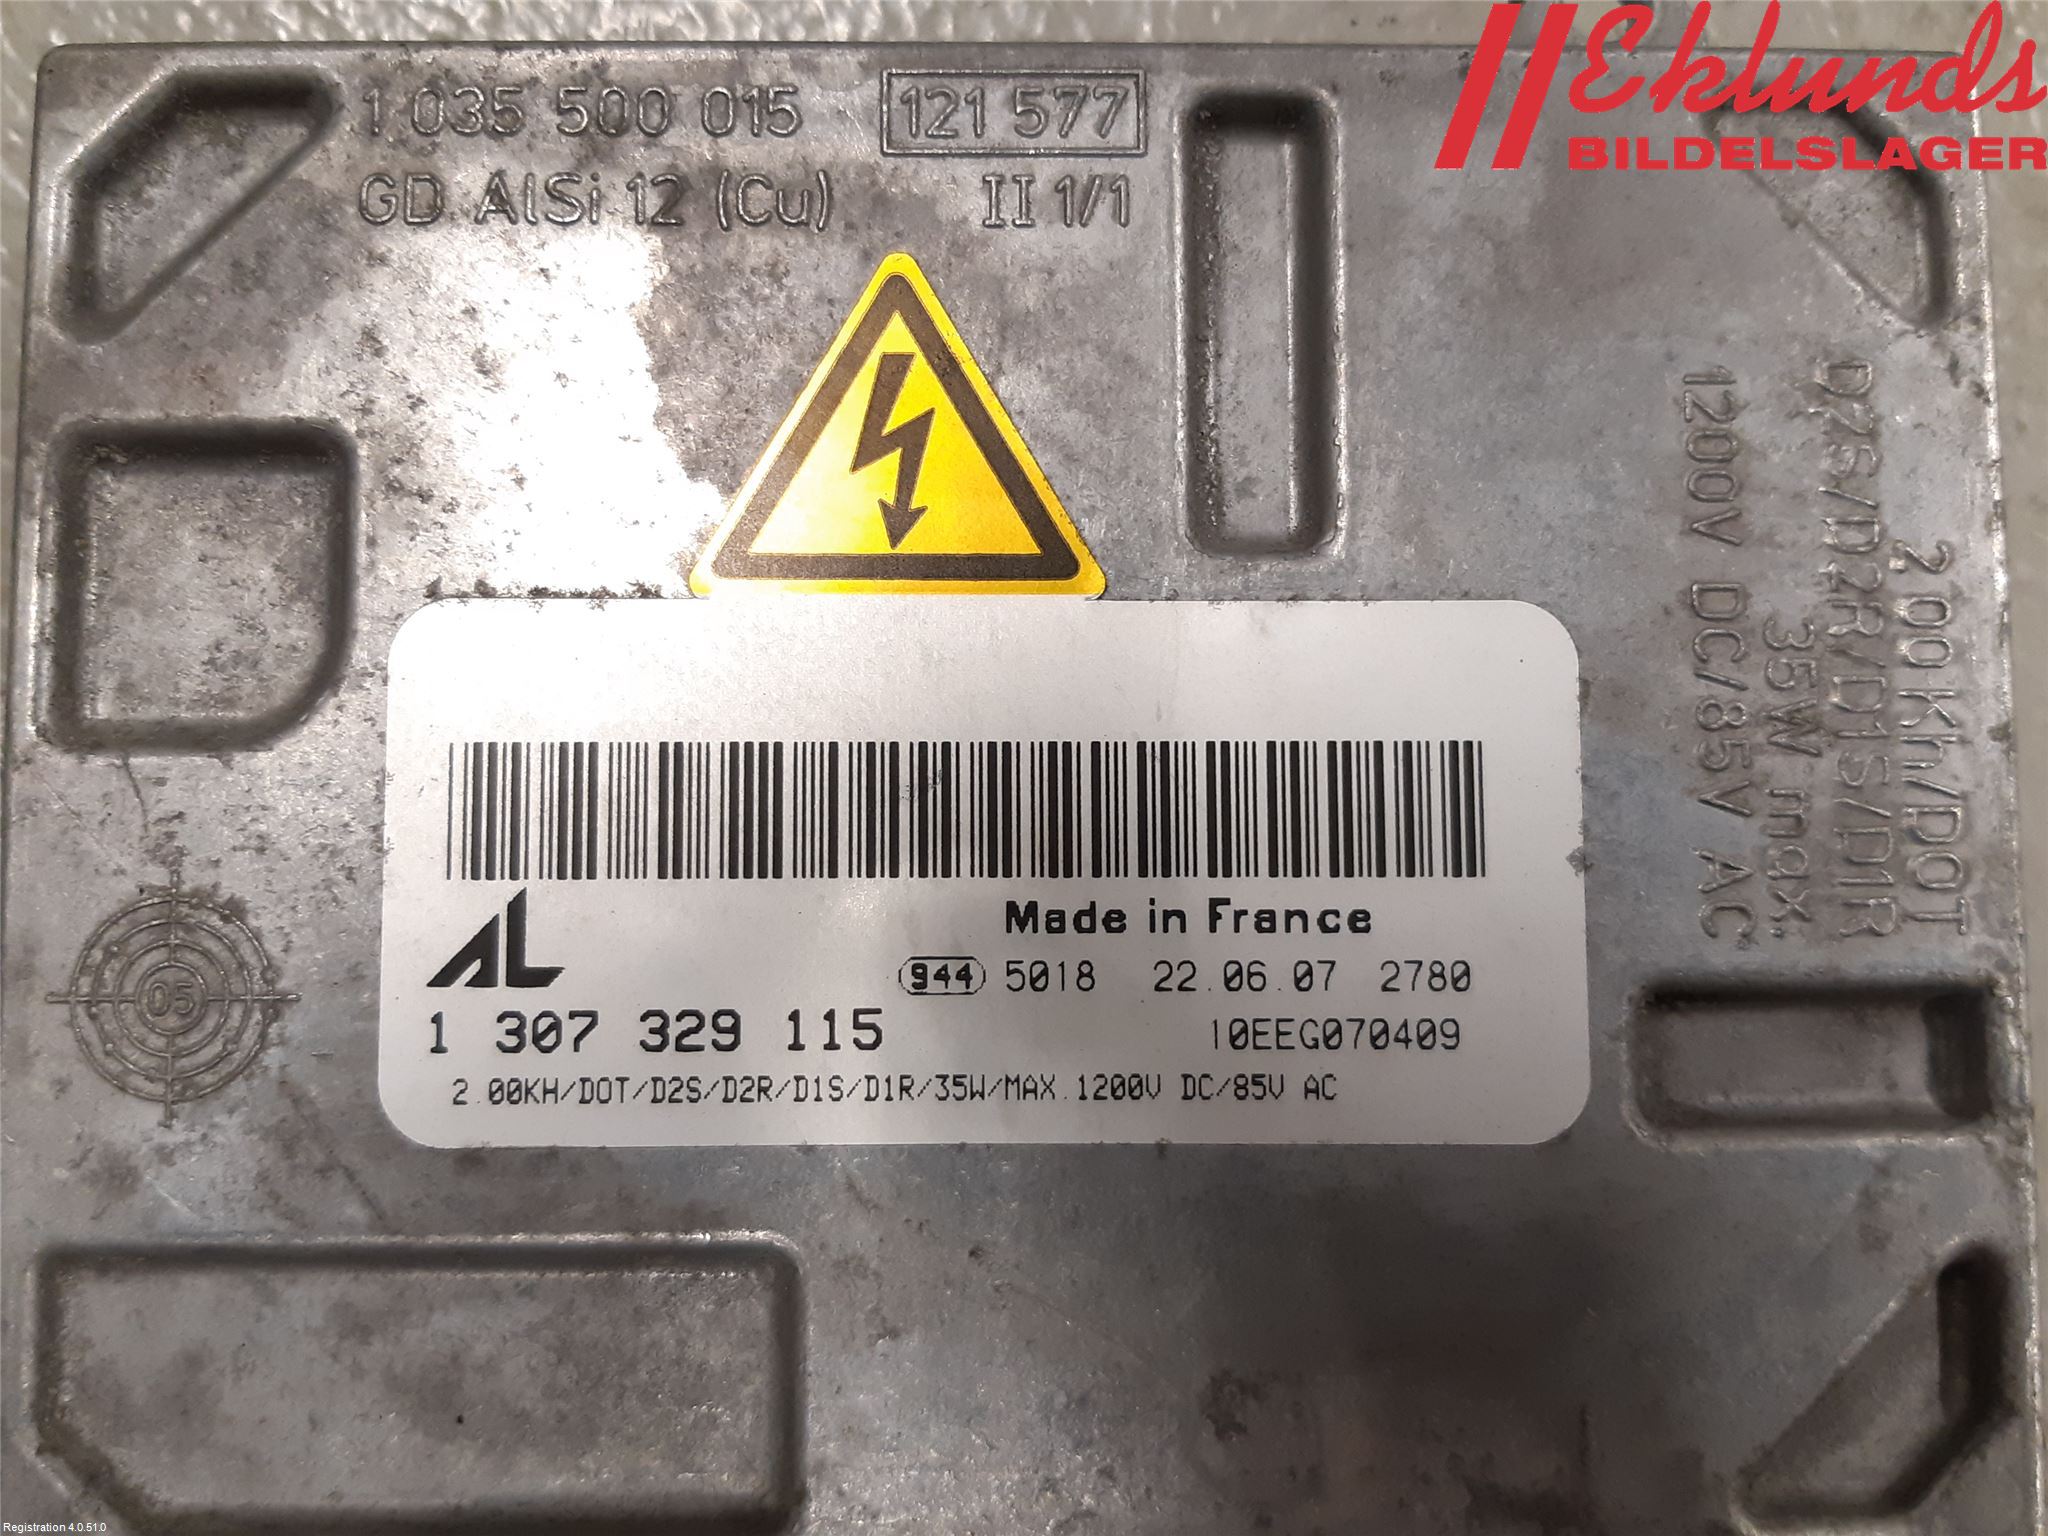 Eklunds
BILDELSLAGER
1 035 500 015 121 577
GD AlSi 12 (Cu) II 1/1
2.00Kh/DOT
D2S/D2R/D1S/D1R
35W max.
1200V DC/85V AC
05
AL
Made in France
944 5018 22.06.07 2780
1 307 329 115 10EEG070409
2.00KH/DOT/D2S/D2R/D1S/D1R/35W/MAX.1200V DC/85V AC
Registration 4.0.51.0